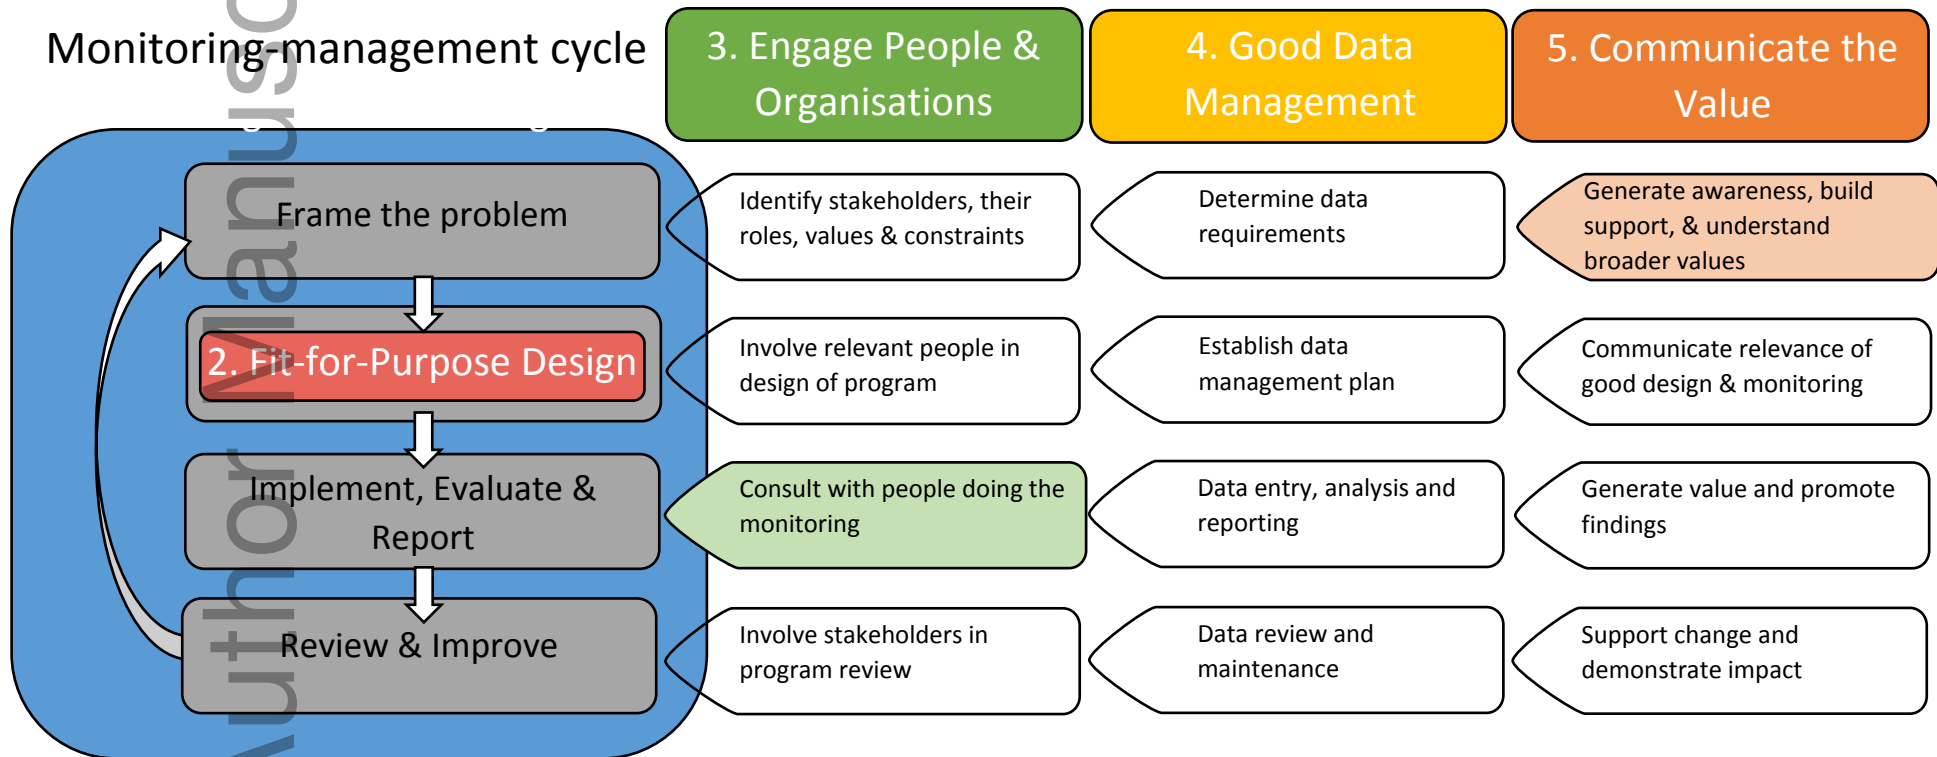 Monitoring-management cycle
3. Engage People &
Organisations
4. Good Data
Management
5. Communicate the
Value
Frame the problem
Identify stakeholders, their
roles, values & constraints
Determine data
requirements
Generate awareness, build
support, & understand
broader values
2. Fit-for-Purpose Design
Involve relevant people in
design of program
Establish data
management plan
Communicate relevance of
good design & monitoring
Implement, Evaluate &
Report
Consult with people doing the
monitoring
Data entry, analysis and
reporting
Generate value and promote
findings
Review & Improve
Involve stakeholders in
program review
Data review and
maintenance
Support change and
demonstrate impact
Author Manusc